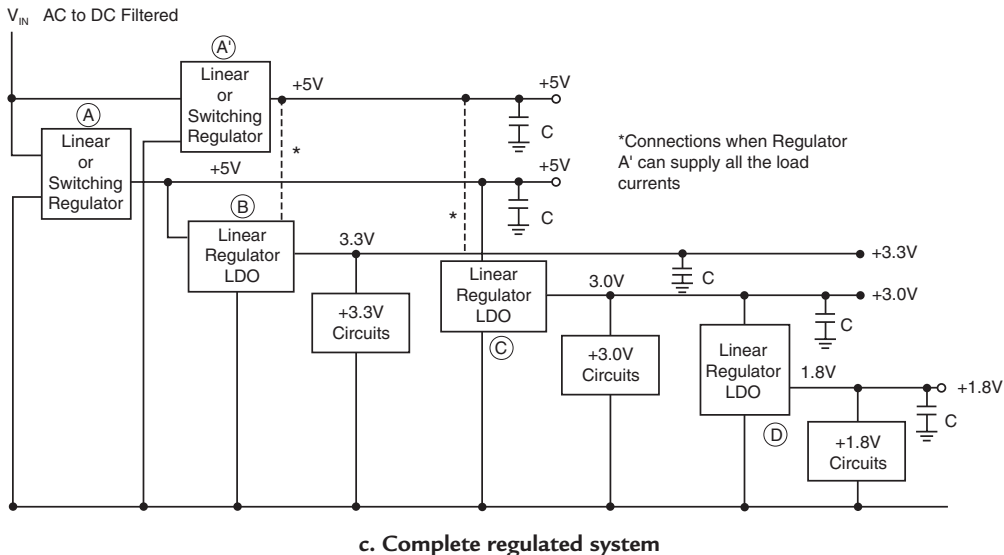 V_IN AC to DC Filtered
A'
Linear
or
Switching
Regulator
+5V
+5V
C
A
Linear
or
Switching
Regulator
*
*Connections when Regulator
A' can supply all the load
currents
+5V
+5V
C
B
*
Linear
Regulator
LDO
3.3V
+3.3V
C
Linear
Regulator
LDO
C
3.0V
+3.0V
C
+3.3V
Circuits
+3.0V
Circuits
Linear
Regulator
LDO
D
1.8V
+1.8V
C
+1.8V
Circuits
c. Complete regulated system